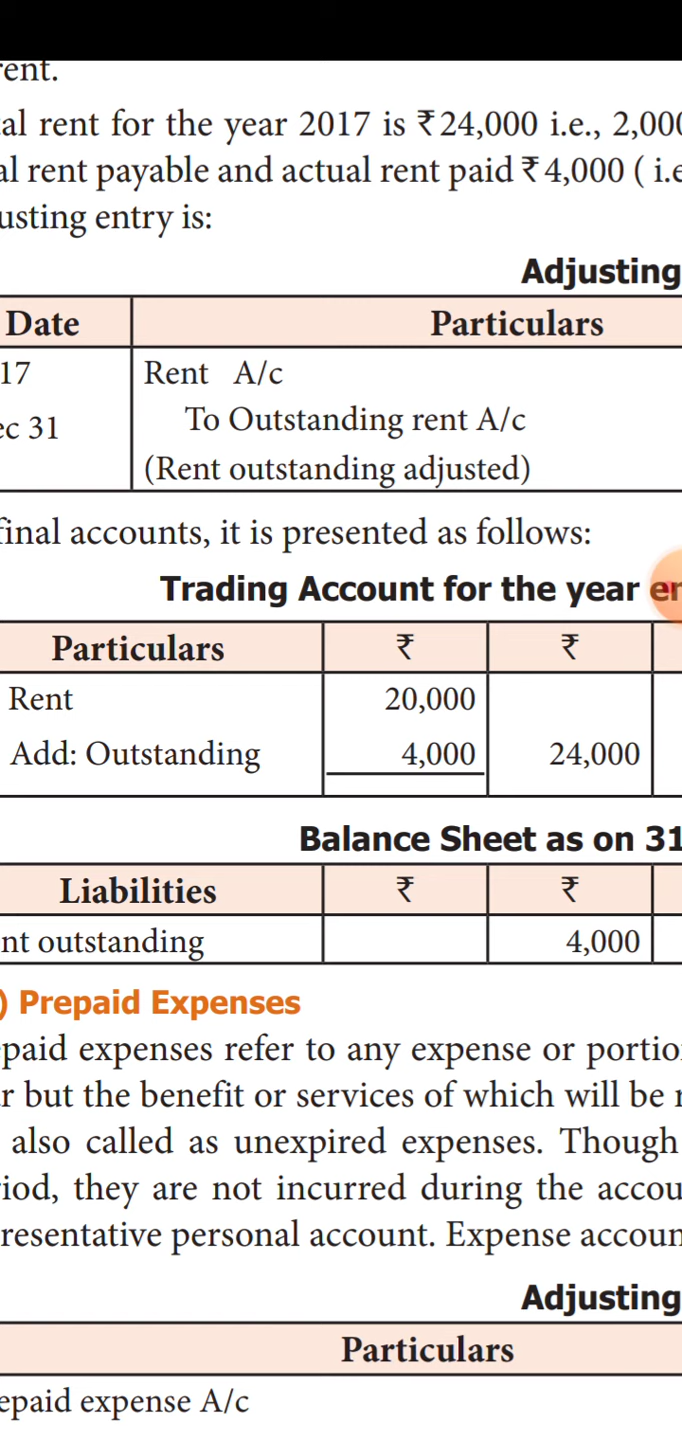 rent.
al rent for the year 2017 is ₹24,000 i.e.,
al rent payable and actual rent paid ₹4,000 (
usting entry is:
Adjusting
Date Particulars
17 Rent A/c
To Outstanding rent A/c
ec 31
(Rent outstanding adjusted)
final accounts, it is presented as follows:
Trading Account for the year
Particulars ₹ ₹
Rent 20,000
Add: Outstanding 4,000 24,000
Balance Sheet as on 31
Liabilities ₹ ₹
nt outstanding 4,000
) Prepaid Expenses
epaid expenses refer to any expense or portio
r but the benefit or services of which will be
also called as unexpired expenses. Though
iod, they are not incurred during the accou
resentative personal account. Expense accoun
Adjusting
Particulars
epaid expense A/c